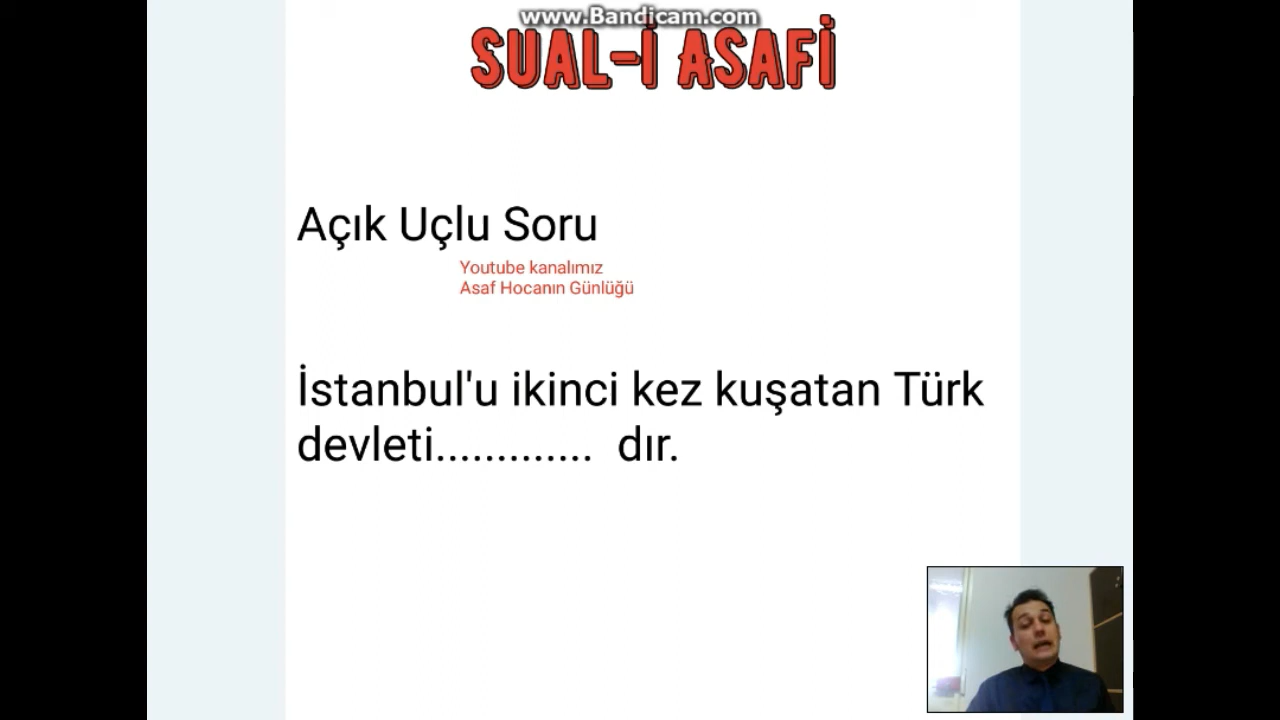 www.Bandicam.com
SUAL-İ ASAFİ
Açık Uçlu Soru
Youtube kanalımız
Asaf Hocanın Günlüğü
İstanbul'u ikinci kez kuşatan Türk
devleti............. dır.